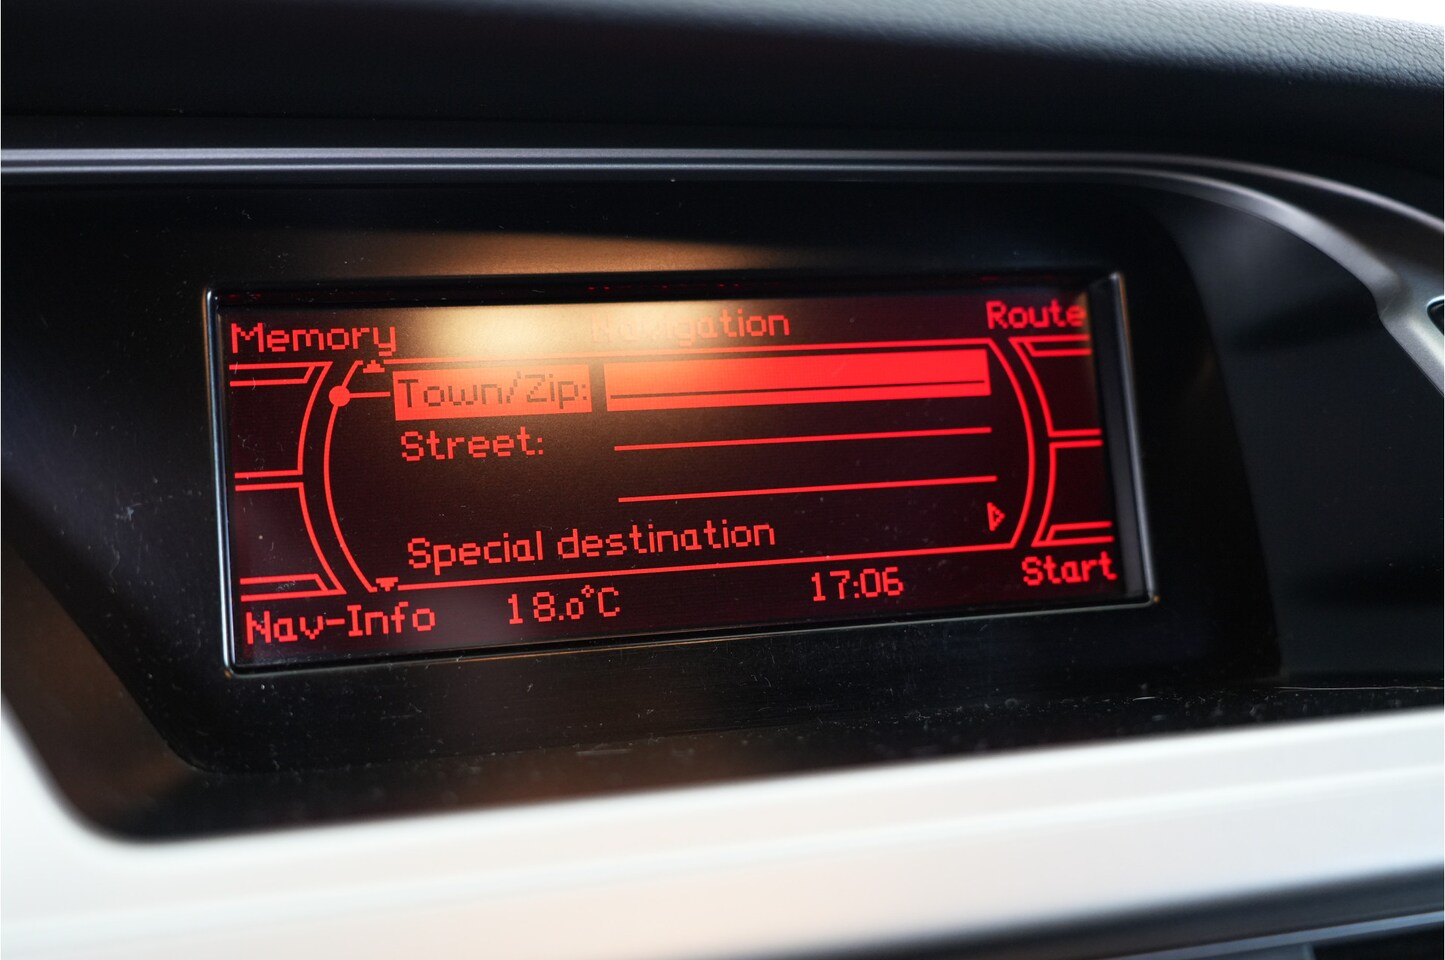 Memory
Navigation
Route
Town/Zip:
Street:
Special destination
Nav-Info
18.0°C
17:06
Start